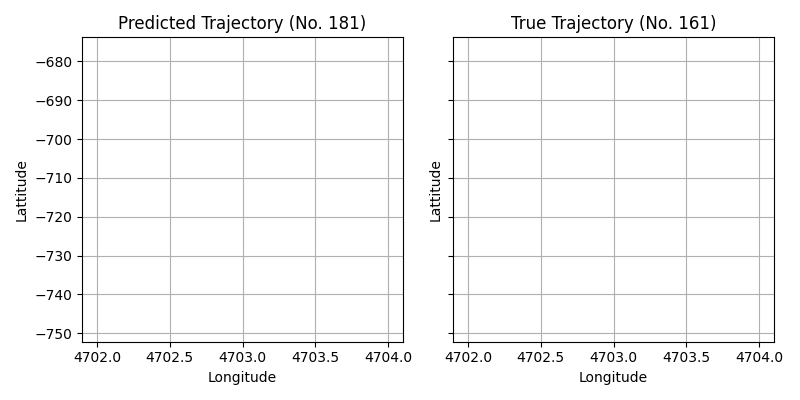 Predicted Trajectory (No. 181)
True Trajectory (No. 161)
−680
−690
−700
−710
−720
−730
−740
−750
Lattitude
Lattitude
4702.0 4702.5 4703.0 4703.5 4704.0
4702.0 4702.5 4703.0 4703.5 4704.0
Longitude
Longitude